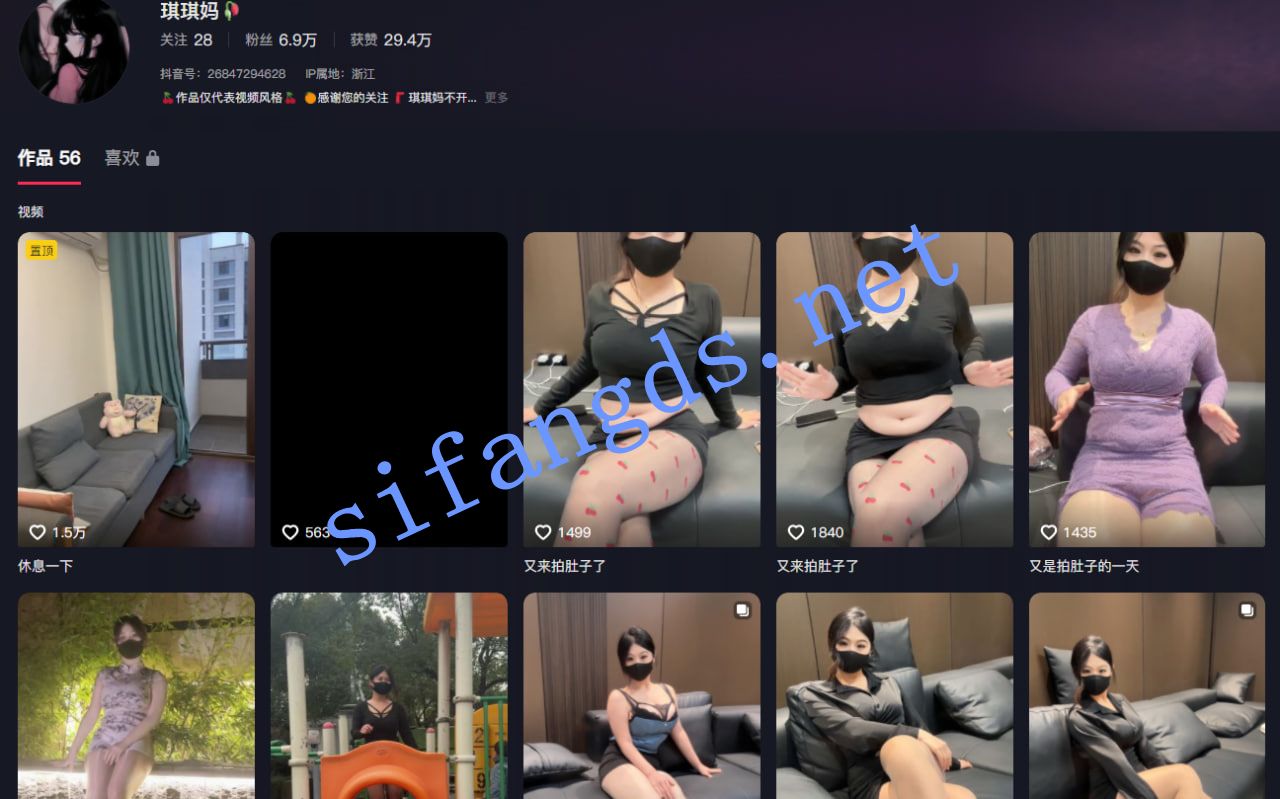 琪琪妈🥀
关注 28 粉丝 6.9万 获赞 29.4万
抖音号：26847294628 IP属地：浙江
🍒作品仅代表视频风格🍒 🍊感谢您的关注 🧧琪琪妈不开... 更多
作品 56 喜欢
视频
置顶
1.5万
563
1499
1840
1435
sifangds.net
休息一下
又来拍肚子了
又来拍肚子了
又是拍肚子的一天